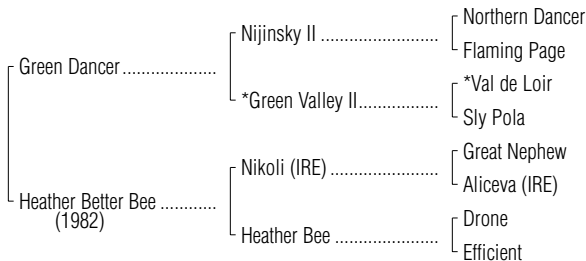 Northern Dancer
Nijinsky II
Flaming Page
Green Dancer
*Val de Loir
*Green Valley II
Sly Pola
Great Nephew
Nikoli (IRE)
Aliceva (IRE)
Heather Better Bee
(1982)
Drone
Heather Bee
Efficient